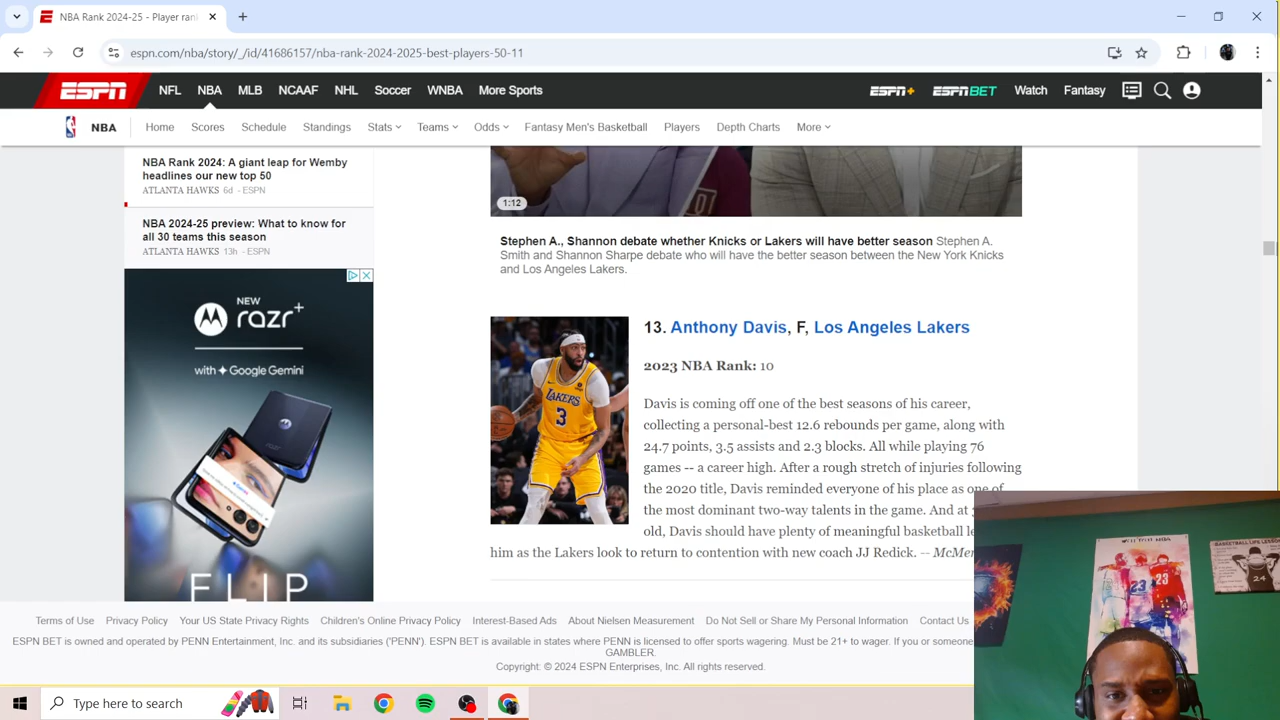 NBA Rank 2024-25 - Player ran
espn.com/nba/story/_/id/41686157/nba-rank-2024-2025-best-players-50-11
ESPN NFL NBA MLB NCAAF NHL Soccer WNBA More Sports ESPN+ ESPN BET Watch Fantasy
NBA Home Scores Schedule Standings Stats Teams Odds Fantasy Men's Basketball Players Depth Charts More
NBA Rank 2024: A giant leap for Wemby
headlines our new top 50
ATLANTA HAWKS 6d - ESPN
NBA 2024-25 preview: What to know for
all 30 teams this season
ATLANTA HAWKS 13h - ESPN
NEW
razr+
with Google Gemini
FLIP
1:12
Stephen A., Shannon debate whether Knicks or Lakers will have better season Stephen A.
Smith and Shannon Sharpe debate who will have the better season between the New York Knicks
and Los Angeles Lakers.
LAKERS
3
13. Anthony Davis, F, Los Angeles Lakers
2023 NBA Rank: 10
Davis is coming off one of the best seasons of his career,
collecting a personal-best 12.6 rebounds per game, along with
24.7 points, 3.5 assists and 2.3 blocks. All while playing 76
games -- a career high. After a rough stretch of injuries following
the 2020 title, Davis reminded everyone of his place as one of
the most dominant two-way talents in the game. And at
old, Davis should have plenty of meaningful basketball le
him as the Lakers look to return to contention with new coach JJ Redick. -- McMe
Terms of Use Privacy Policy Your US State Privacy Rights Children's Online Privacy Policy Interest-Based Ads About Nielsen Measurement Do Not Sell or Share My Personal Information Contact Us
ESPN BET is owned and operated by PENN Entertainment, Inc. and its subsidiaries ('PENN'). ESPN BET is available in states where PENN is licensed to offer sports wagering. Must be 21+ to wager. If you or someone
GAMBLER.
Copyright: © 2024 ESPN Enterprises, Inc. All rights reserved.
23
23
BASKETBALL LIFE
24
Type here to search